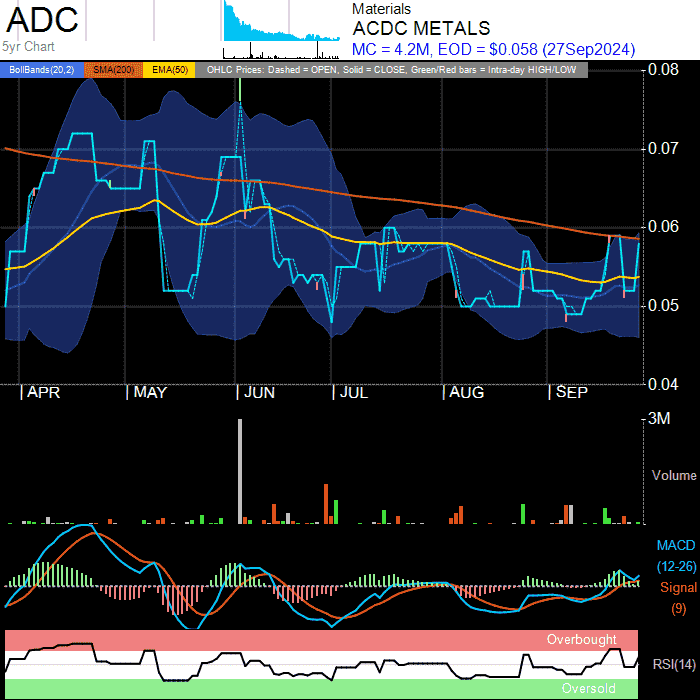 ADC
5yr Chart
Materials
ACDC METALS
MC = 4.2M, EOD = $0.058 (27Sep2024)
BollBands(20,2) SMA(200) EMA(50) OHLC Prices: Dashed = OPEN, Solid = CLOSE, Green/Red bars = Intra-day HIGH/LOW
0.08
0.07
0.06
0.05
0.04
| APR | MAY | JUN | JUL | AUG | SEP
3M
Volume
MACD
(12-26)
Signal
(9)
Overbought
RSI(14)
Oversold